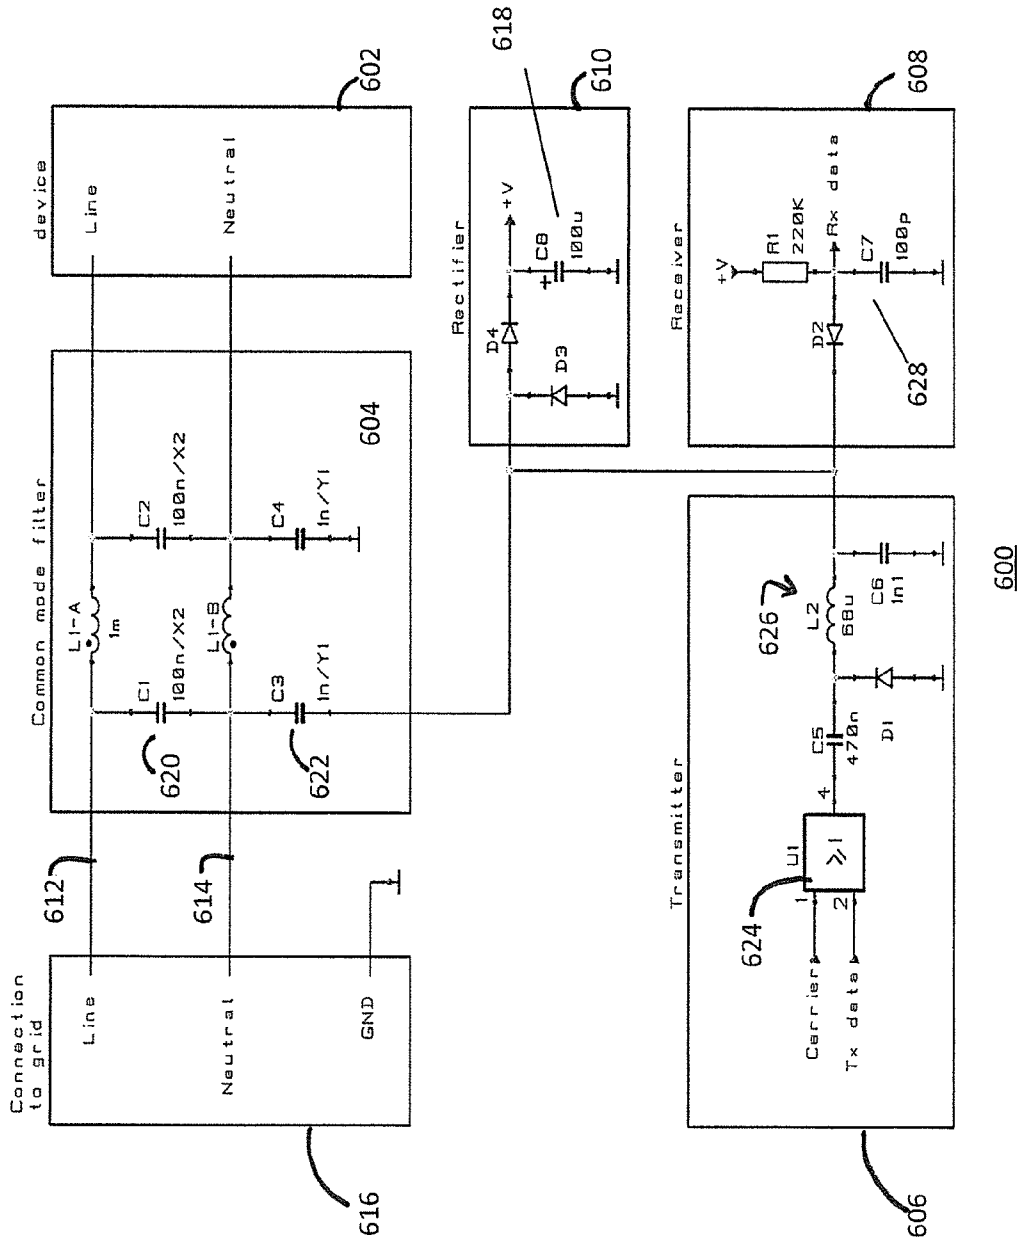 Connection
to grid
Line
Neutral
GND
616
612
614
Common mode filter
L1-A
1m
L1-B
C1
100n/X2
C2
100n/X2
C3
1n/Y1
C4
1n/Y1
620
622
604
device
Line
Neutral
602
Rectifier
D4
D3
C8
100u
+
+V
618
610
Transmitter
Carrier
Tx data
1
2
U1
≥1
4
624
C5
470n
D1
L2
68u
C6
1n1
626
606
Receiver
+V
R1
220K
Rx data
D2
C7
100p
628
608
600